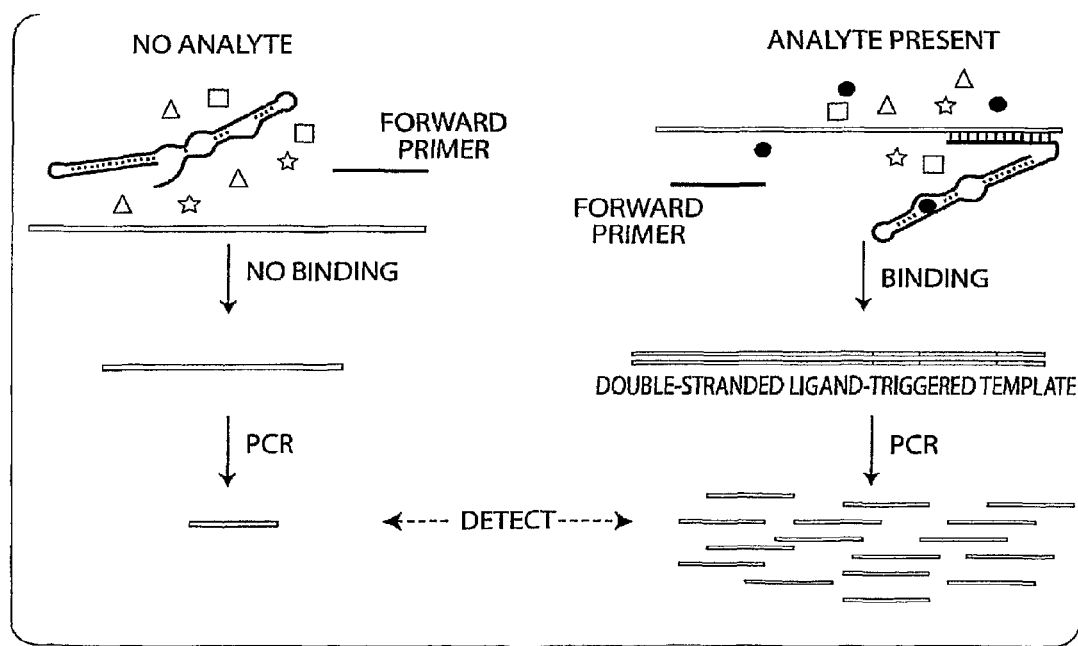 NO ANALYTE
ANALYTE PRESENT
FORWARD
PRIMER
FORWARD
PRIMER
NO BINDING
BINDING
DOUBLE-STRANDED LIGAND-TRIGGERED TEMPLATE
PCR
PCR
DETECT